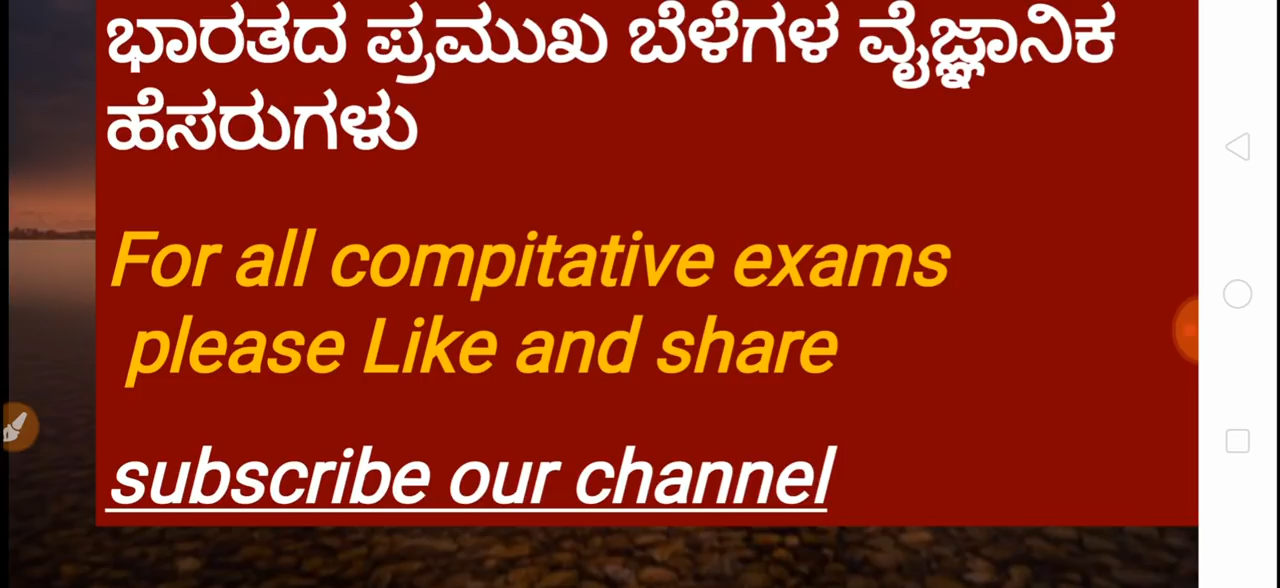 ಭಾರತದ ಪ್ರಮುಖ ಬೆಳೆಗಳ ವೈಜ್ಞಾನಿಕ
ಹೆಸರುಗಳು
For all compitative exams
please Like and share
subscribe our channel